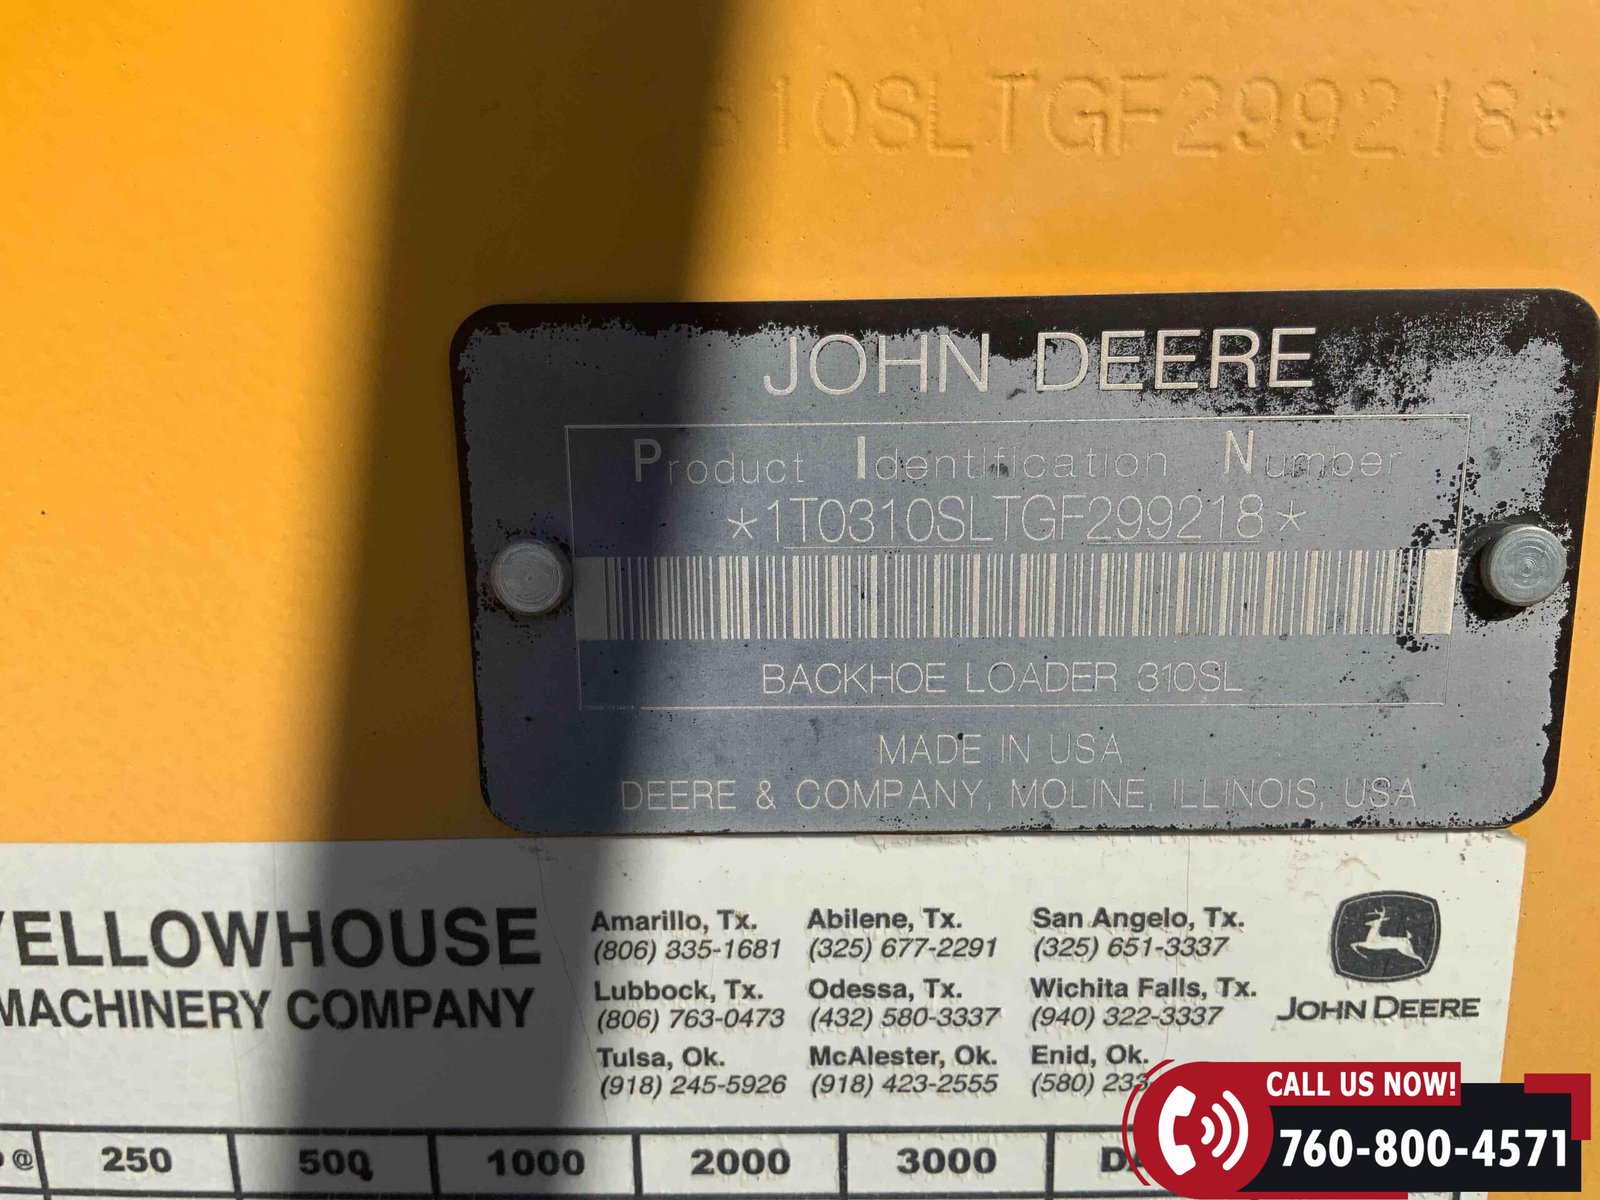 *10SLTGF299218*
JOHN DEERE
Product Identification Number
*1T0310SLTGF299218*
BACKHOE LOADER 310SL
MADE IN USA
DEERE & COMPANY, MOLINE, ILLINOIS, USA
YELLOWHOUSE
MACHINERY COMPANY
Amarillo, Tx.
(806) 335-1681
Abilene, Tx.
(325) 677-2291
San Angelo, Tx.
(325) 651-3337
Lubbock, Tx.
(806) 763-0473
Odessa, Tx.
(432) 580-3337
Wichita Falls, Tx.
(940) 322-3337
Tulsa, Ok.
(918) 245-5926
McAlester, Ok.
(918) 423-2555
Enid, Ok.
(580) 233
JOHN DEERE
@ 250 500 1000 2000 3000
CALL US NOW!
760-800-4571